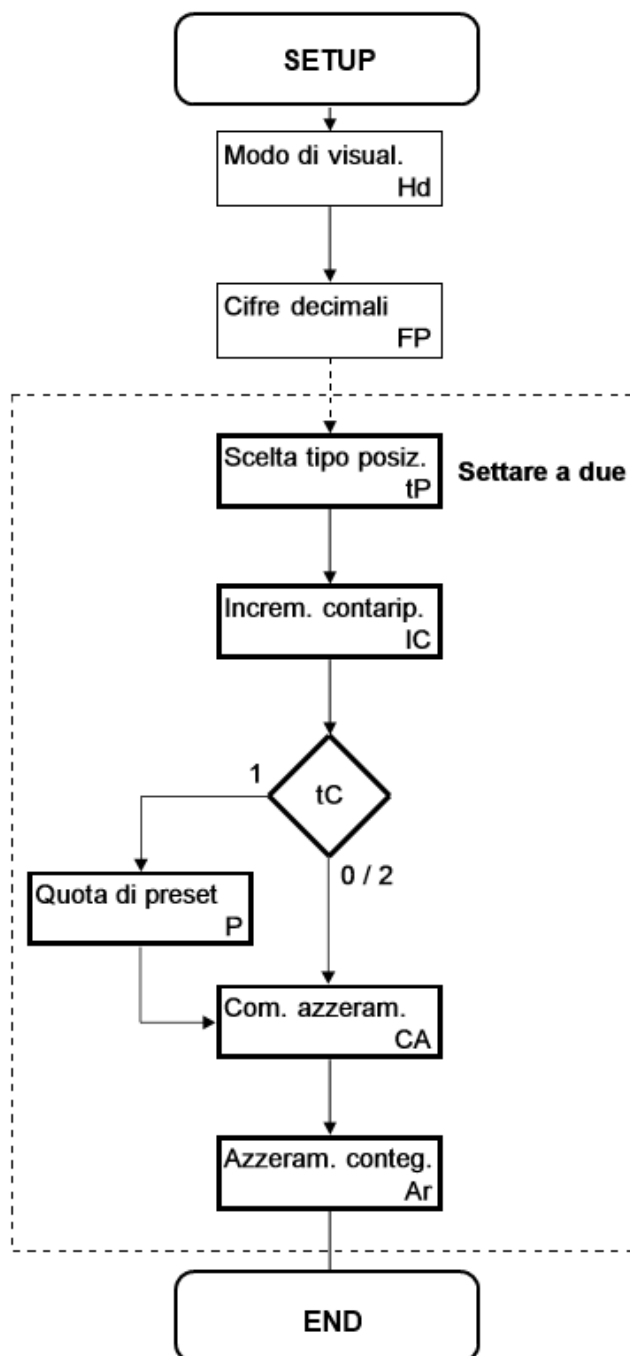 SETUP
Modo di visual.
Hd
Cifre decimali
FP
Scelta tipo posiz.
tP
Settare a due
Increm. contarip.
IC
tC
1
0 / 2
Quota di preset
P
Com. azzeram.
CA
Azzeram. conteg.
Ar
END